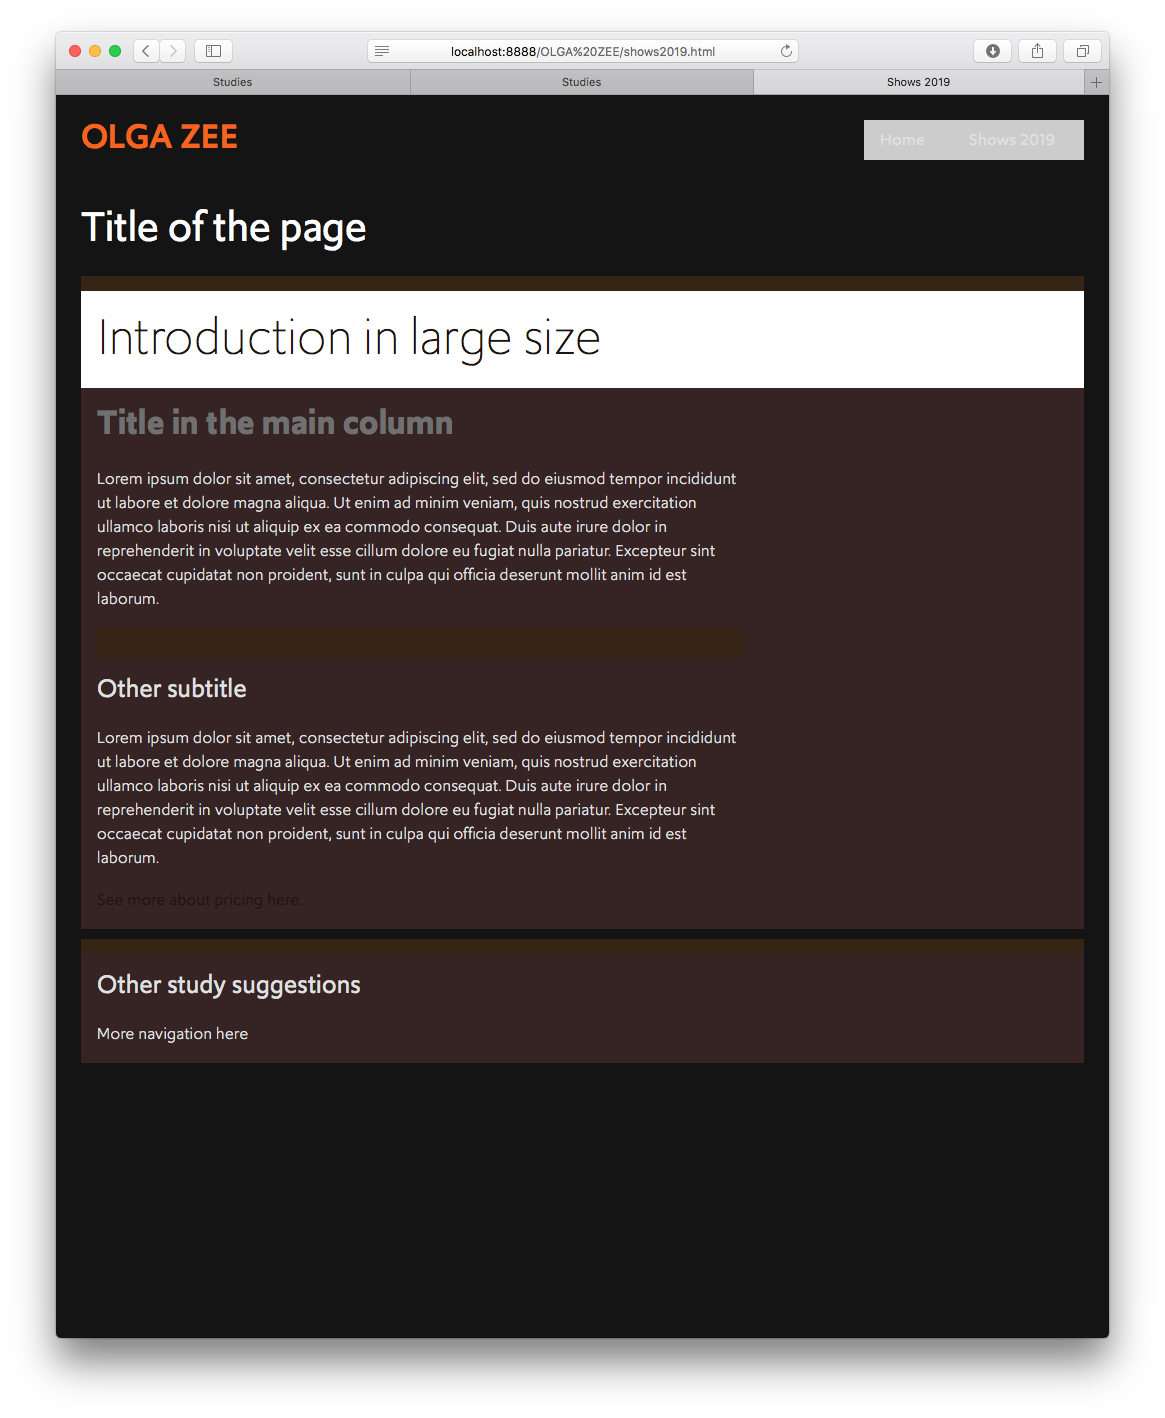 localhost:8888/OLGA%20ZEE/shows2019.html
Studies
Studies
Shows 2019
OLGA ZEE
Home
Shows 2019
Title of the page
Introduction in large size
Title in the main column
Lorem ipsum dolor sit amet, consectetur adipiscing elit, sed do eiusmod tempor incididunt
ut labore et dolore magna aliqua. Ut enim ad minim veniam, quis nostrud exercitation
ullamco laboris nisi ut aliquip ex ea commodo consequat. Duis aute irure dolor in
reprehenderit in voluptate velit esse cillum dolore eu fugiat nulla pariatur. Excepteur sint
occaecat cupidatat non proident, sunt in culpa qui officia deserunt mollit anim id est
laborum.
Other subtitle
Lorem ipsum dolor sit amet, consectetur adipiscing elit, sed do eiusmod tempor incididunt
ut labore et dolore magna aliqua. Ut enim ad minim veniam, quis nostrud exercitation
ullamco laboris nisi ut aliquip ex ea commodo consequat. Duis aute irure dolor in
reprehenderit in voluptate velit esse cillum dolore eu fugiat nulla pariatur. Excepteur sint
occaecat cupidatat non proident, sunt in culpa qui officia deserunt mollit anim id est
laborum.
See more about pricing here.
Other study suggestions
More navigation here